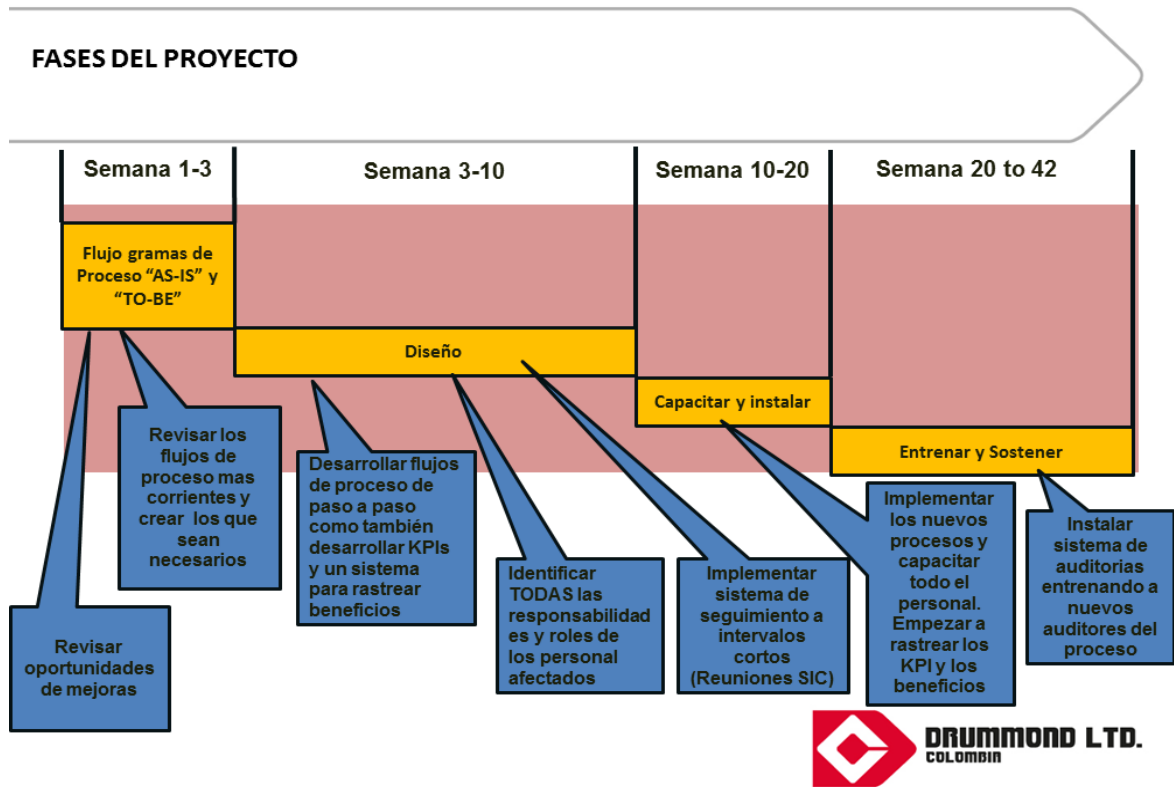 FASES DEL PROYECTO
Semana 1-3
Semana 3-10
Semana 10-20
Semana 20 to 42
Flujo gramas de
Proceso “AS-IS” y
“TO-BE”
Diseño
Capacitar y instalar
Entrenar y Sostener
Revisar
oportunidades
de mejoras
Revisar los
flujos de
proceso mas
corrientes y
crear los que
sean
necesarios
Desarrollar flujos
de proceso de
paso a paso
como también
desarrollar KPIs
y un sistema
para rastrear
beneficios
Identificar
TODAS las
responsabilidad
es y roles de
los personal
afectados
Implementar
sistema de
seguimiento a
intervalos
cortos
(Reuniones SIC)
Implementar
los nuevos
procesos y
capacitar
todo el
personal.
Empezar a
rastrear los
KPI y los
beneficios
Instalar
sistema de
auditorias
entrenando a
nuevos
auditores del
proceso
DRUMMOND LTD.
COLOMBIA